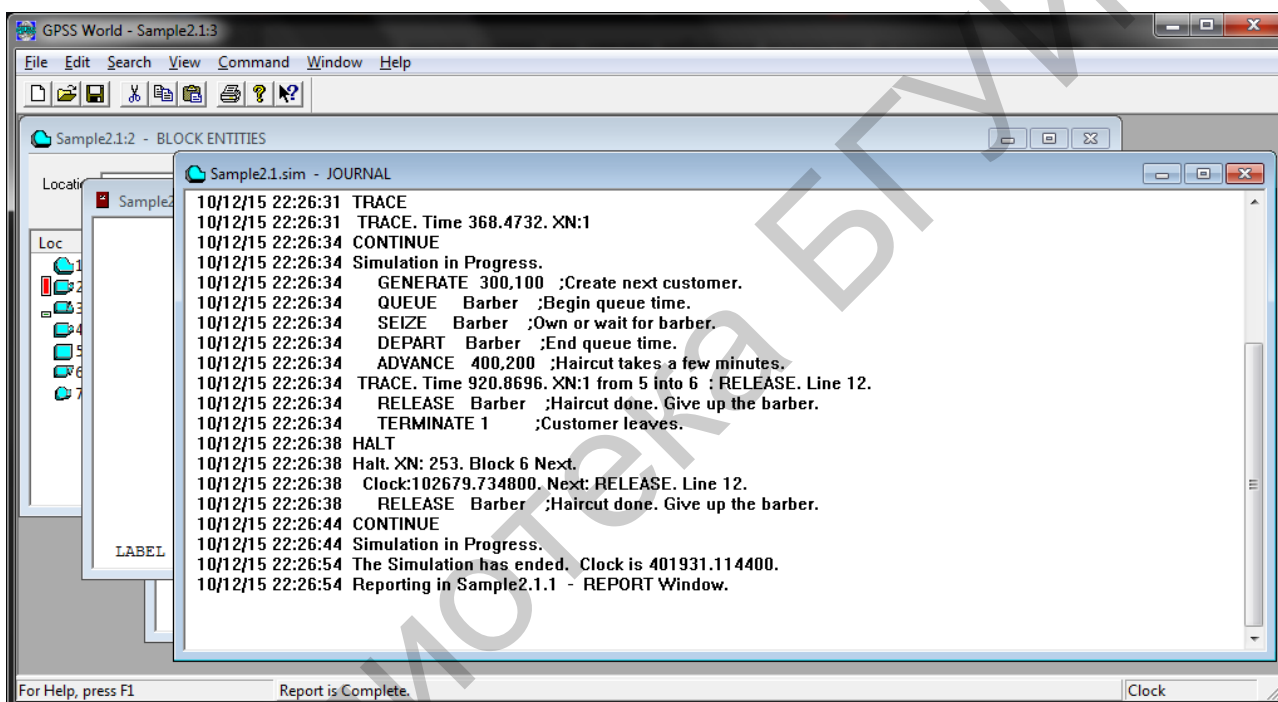 GPSS World - Sample2.1:3
File Edit Search View Command Window Help
Sample2.1:2 - BLOCK ENTITIES
Sample2.1.sim - JOURNAL
Locatio
Sample2
Loc
1
2
3
4
5
6
7
LABEL
10/12/15 22:26:31 TRACE
10/12/15 22:26:31 TRACE. Time 368.4732. XN:1
10/12/15 22:26:34 CONTINUE
10/12/15 22:26:34 Simulation in Progress.
10/12/15 22:26:34 GENERATE 300,100 ;Create next customer.
10/12/15 22:26:34 QUEUE Barber ;Begin queue time.
10/12/15 22:26:34 SEIZE Barber ;Own or wait for barber.
10/12/15 22:26:34 DEPART Barber ;End queue time.
10/12/15 22:26:34 ADVANCE 400,200 ;Haircut takes a few minutes.
10/12/15 22:26:34 TRACE. Time 920.8696. XN:1 from 5 into 6 : RELEASE. Line 12.
10/12/15 22:26:34 RELEASE Barber ;Haircut done. Give up the barber.
10/12/15 22:26:34 TERMINATE 1 ;Customer leaves.
10/12/15 22:26:38 HALT
10/12/15 22:26:38 Halt. XN: 253. Block 6 Next.
10/12/15 22:26:38 Clock:102679.734800. Next: RELEASE. Line 12.
10/12/15 22:26:38 RELEASE Barber ;Haircut done. Give up the barber.
10/12/15 22:26:44 CONTINUE
10/12/15 22:26:44 Simulation in Progress.
10/12/15 22:26:54 The Simulation has ended. Clock is 401931.114400.
10/12/15 22:26:54 Reporting in Sample2.1.1 - REPORT Window.
For Help, press F1
Report is Complete.
Clock